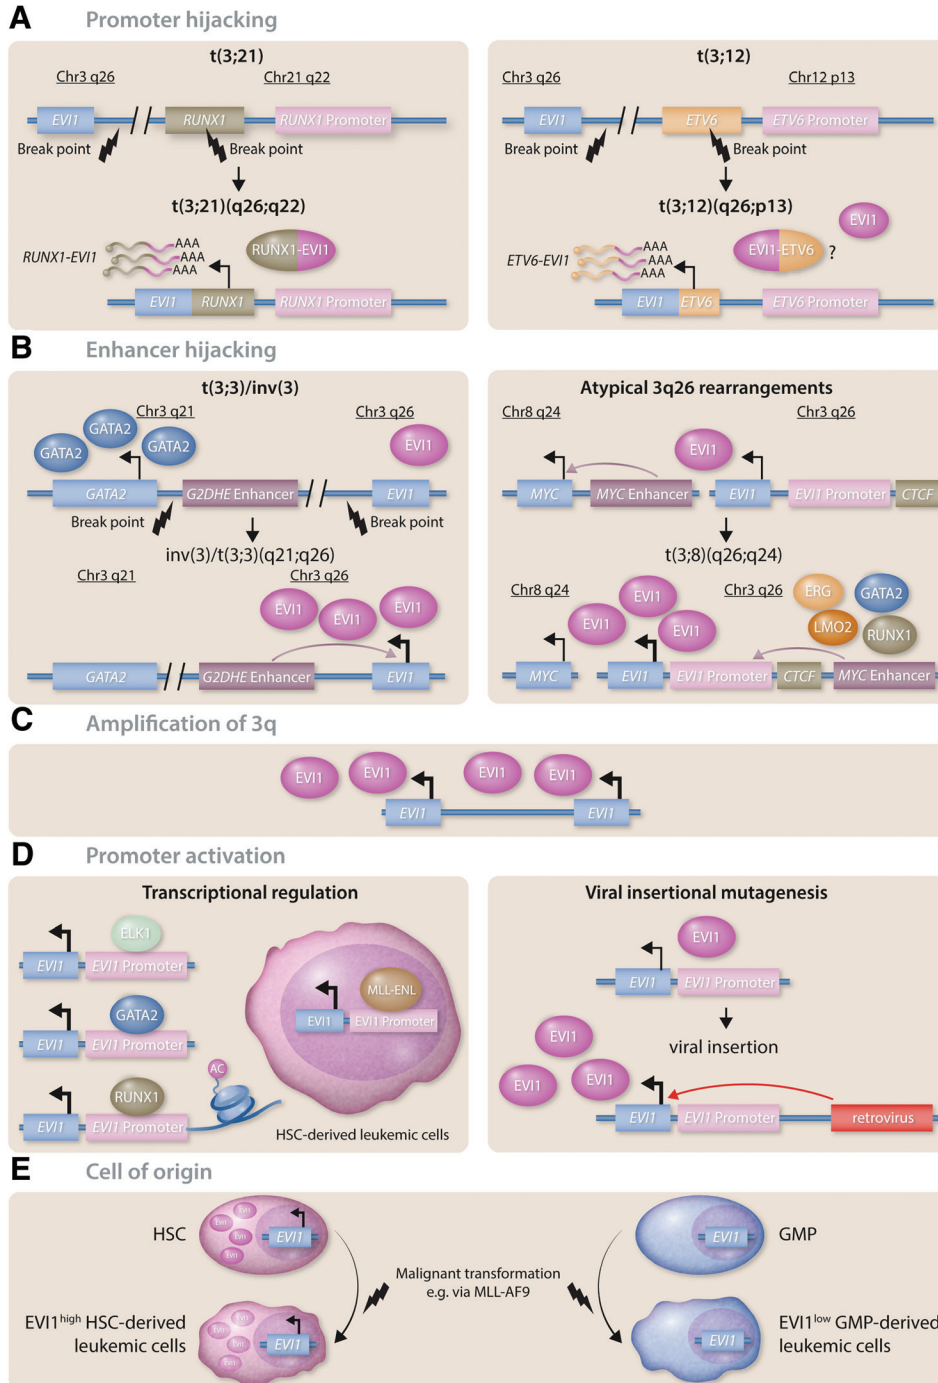 A Promoter hijacking
t(3;21)
Chr3 q26 Chr21 q22
EVI1 RUNX1 RUNX1 Promoter
Break point Break point
t(3;21)(q26;q22)
RUNX1-EVI1 AAA AAA AAA RUNX1-EVI1
EVI1 RUNX1 RUNX1 Promoter
t(3;12)
Chr3 q26 Chr12 p13
EVI1 ETV6 ETV6 Promoter
Break point Break point
t(3;12)(q26;p13)
EVI1
ETV6-EVI1 AAA AAA AAA EVI1-ETV6 ?
EVI1 ETV6 ETV6 Promoter
B Enhancer hijacking
t(3;3)/inv(3)
Chr3 q21 Chr3 q26
GATA2 GATA2 GATA2 EVI1
GATA2 G2DHE Enhancer EVI1
Break point Break point
inv(3)/t(3;3)(q21;q26)
Chr3 q21 Chr3 q26
EVI1 EVI1 EVI1
GATA2 G2DHE Enhancer EVI1
Atypical 3q26 rearrangements
Chr8 q24 Chr3 q26
EVI1
MYC MYC Enhancer EVI1 EVI1 Promoter CTCF
t(3;8)(q26;q24)
Chr8 q24 Chr3 q26
EVI1 EVI1 EVI1 ERG GATA2 LMO2 RUNX1
MYC EVI1 EVI1 Promoter CTCF MYC Enhancer
C Amplification of 3q
EVI1 EVI1 EVI1 EVI1
EVI1 EVI1
D Promoter activation
Transcriptional regulation
ELK1
EVI1 EVI1 Promoter
GATA2
EVI1 EVI1 Promoter
RUNX1 AC
EVI1 EVI1 Promoter
MLL-ENL
EVI1 EVI1 Promoter
HSC-derived leukemic cells
Viral insertional mutagenesis
EVI1
EVI1 EVI1 Promoter
viral insertion
EVI1 EVI1 EVI1
EVI1 EVI1 Promoter retrovirus
E Cell of origin
HSC Evi1 Evi1 Evi1 Evi1 Evi1 EVI1 EVI1 GMP
Malignant transformation
e.g. via MLL-AF9
EVI1high HSC-derived
leukemic cells
Evi1 Evi1 Evi1 Evi1 Evi1 EVI1
EVI1
EVI1low GMP-derived
leukemic cells